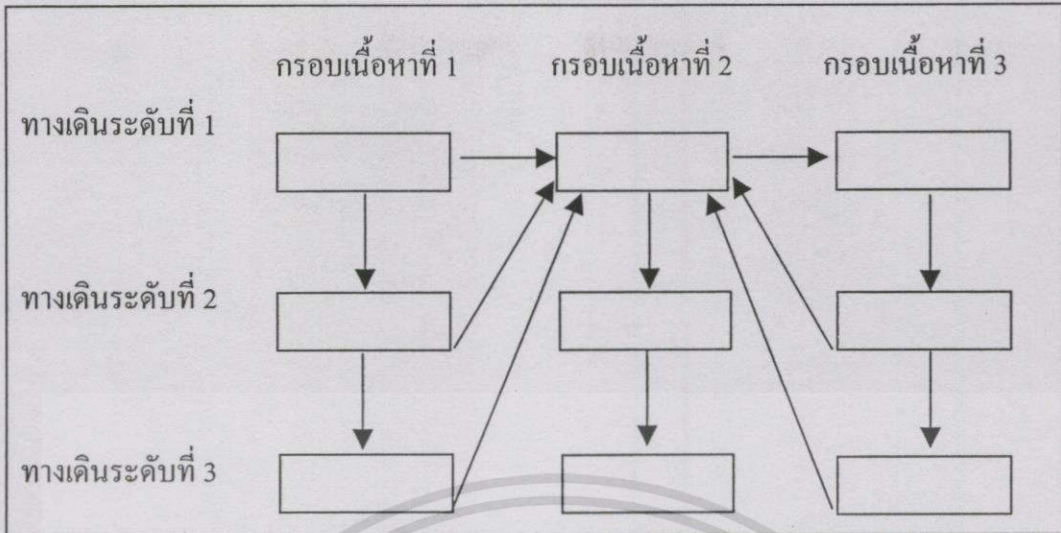 กรอบเนื้อหาที่ 1 กรอบเนื้อหาที่ 2 กรอบเนื้อหาที่ 3
ทางเดินระดับที่ 1
ทางเดินระดับที่ 2
ทางเดินระดับที่ 3